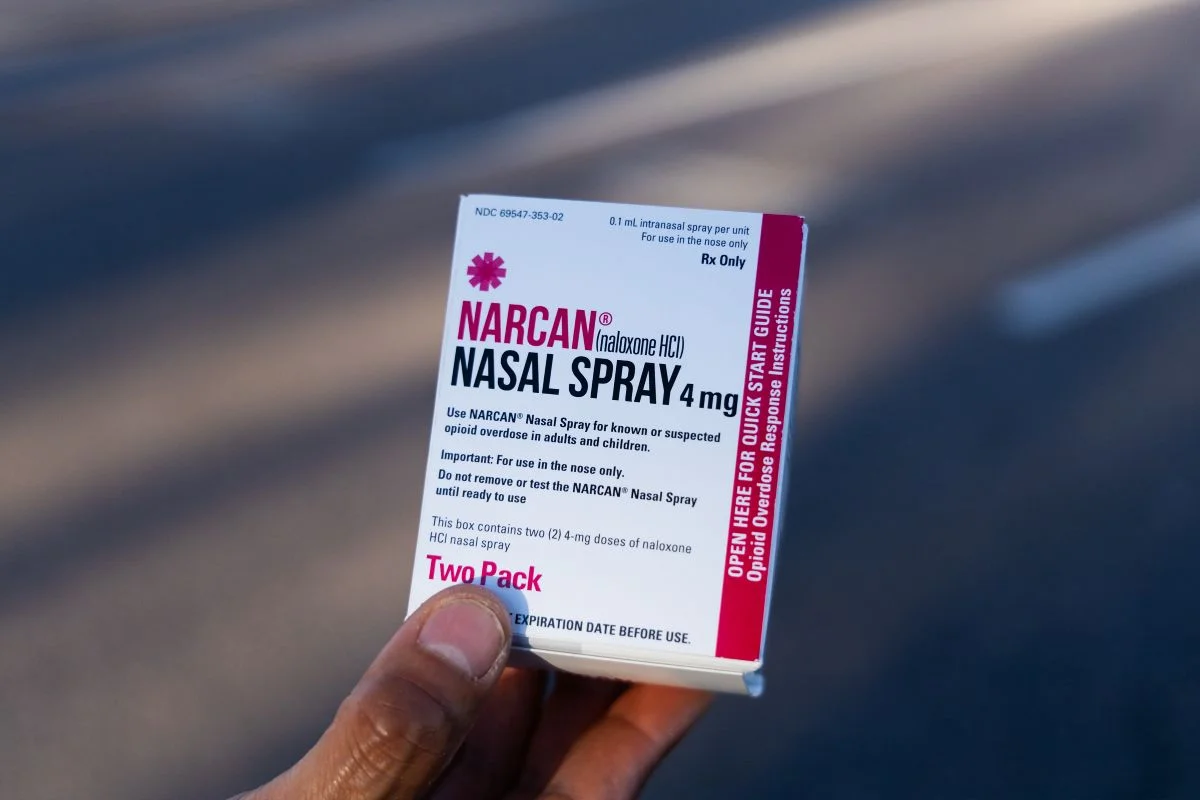 NDC 69547-353-02
0.1 mL intranasal spray per unit
For use in the nose only
Rx Only
NARCAN® (naloxone HCl)
NASAL SPRAY 4 mg
Use NARCAN® Nasal Spray for known or suspected
opioid overdose in adults and children.
Important: For use in the nose only.
Do not remove or test the NARCAN® Nasal Spray
until ready to use
This box contains two (2) 4-mg doses of naloxone
HCl nasal spray
Two Pack
EXPIRATION DATE BEFORE USE.
OPEN HERE FOR QUICK START GUIDE
Opioid Overdose Response Instructions